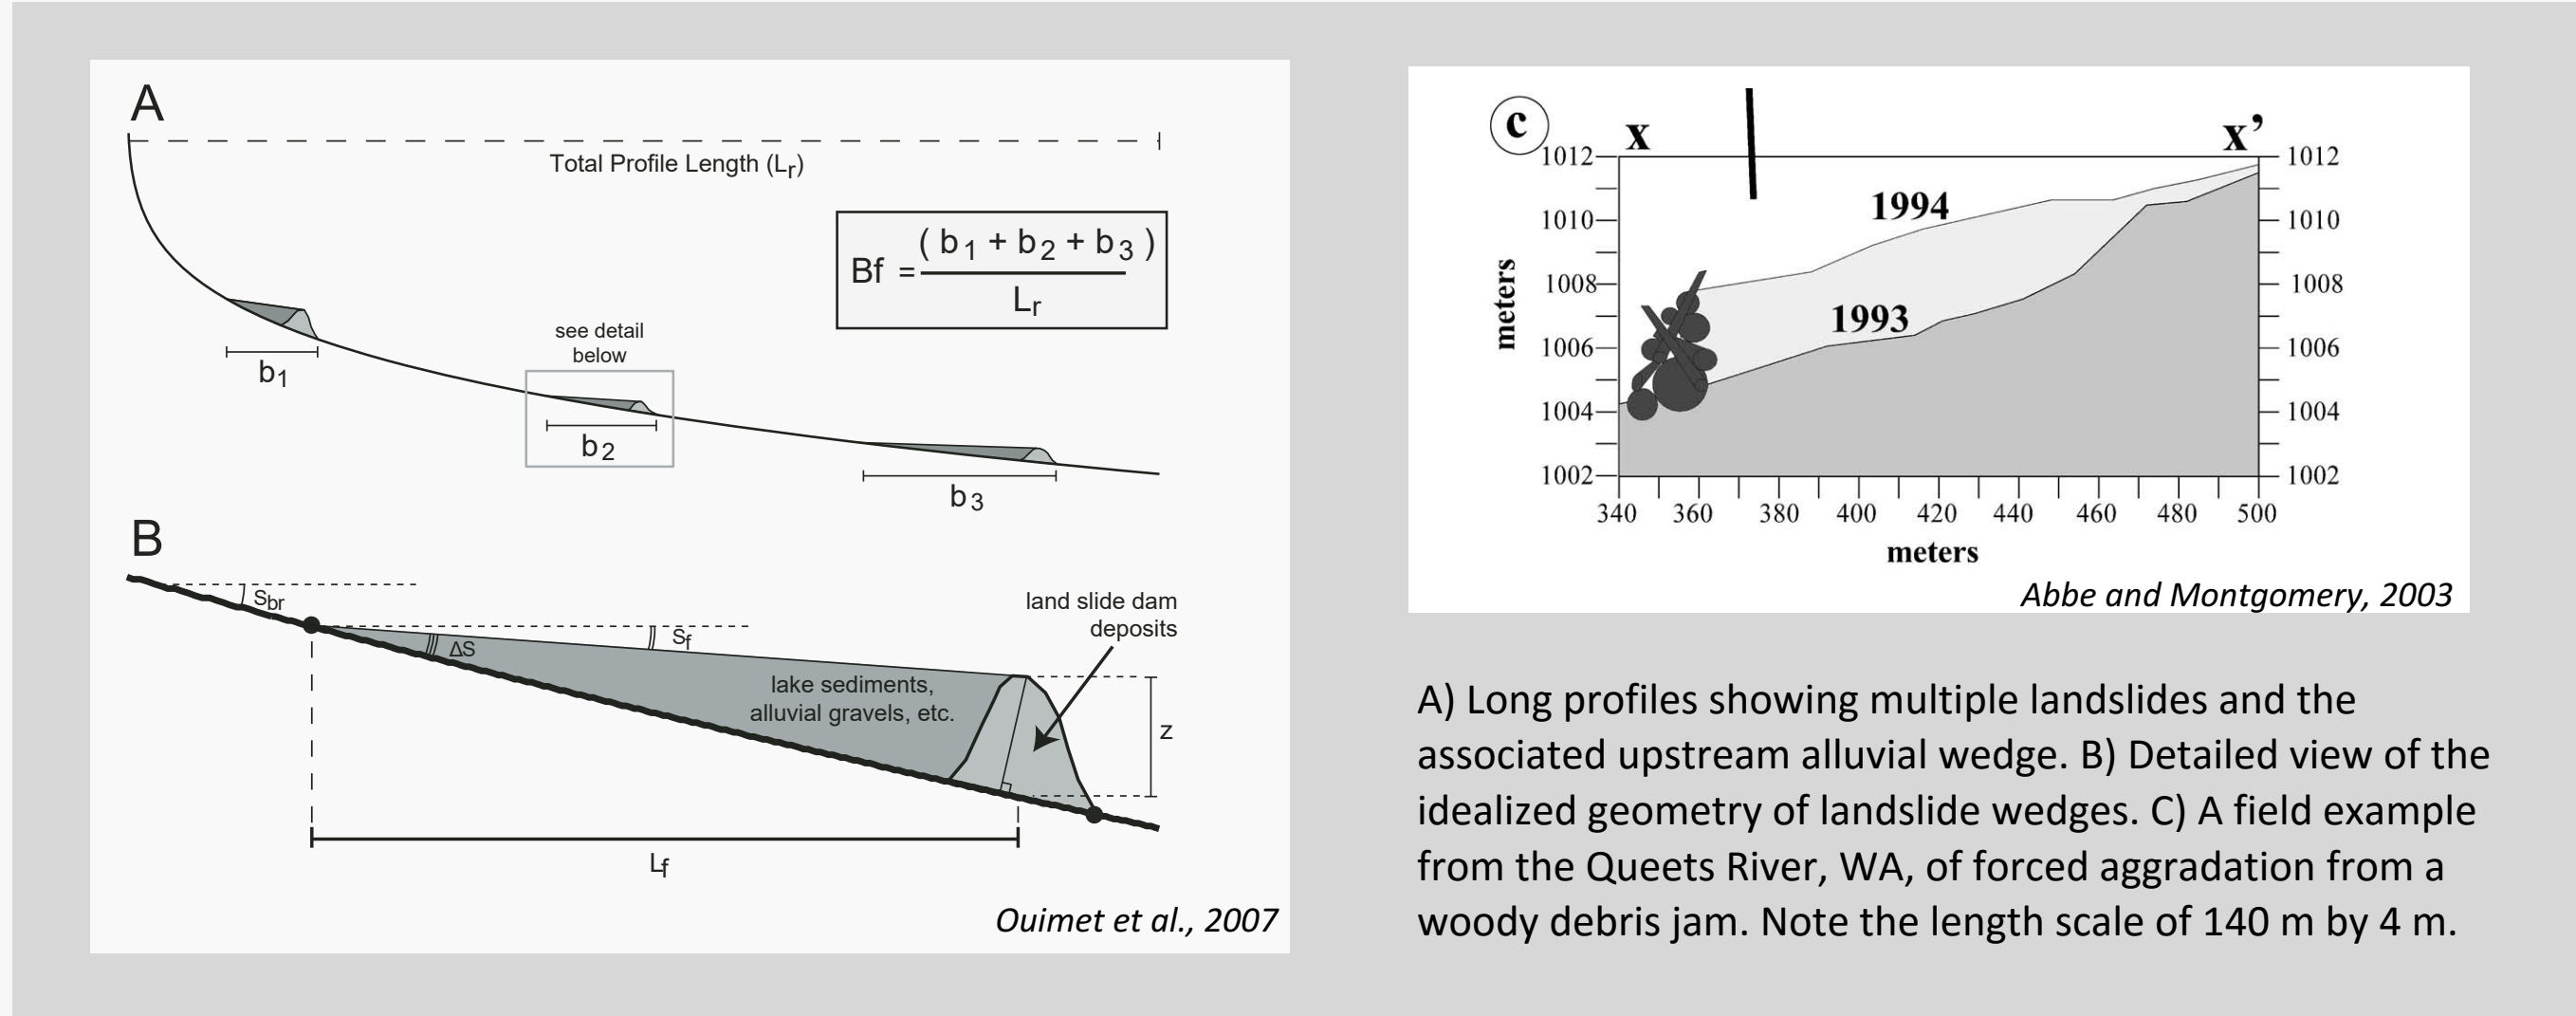 A
Total Profile Length (Lr)
Bf = ( b1 + b2 + b3 )
Lr
see detail
below
b1
b2
b3
B
Sbr
ΔS
Sf
land slide dam
deposits
lake sediments,
alluvial gravels, etc.
z
Lf
Ouimet et al., 2007
c
x
x’
1012
1010
1008
1006
1004
1002
meters
1994
1993
1012
1010
1008
1006
1004
1002
340 360 380 400 420 440 460 480 500
meters
Abbe and Montgomery, 2003
A) Long profiles showing multiple landslides and the
associated upstream alluvial wedge. B) Detailed view of the
idealized geometry of landslide wedges. C) A field example
from the Queets River, WA, of forced aggradation from a
woody debris jam. Note the length scale of 140 m by 4 m.